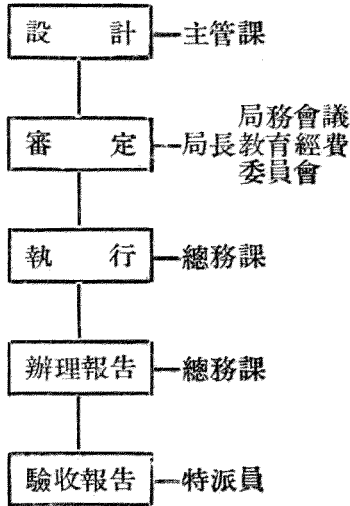 設計 主管課
局務會議
審定 局長教育經費
委員會
執行 總務課
辦理報告 總務課
驗收報告 特派員